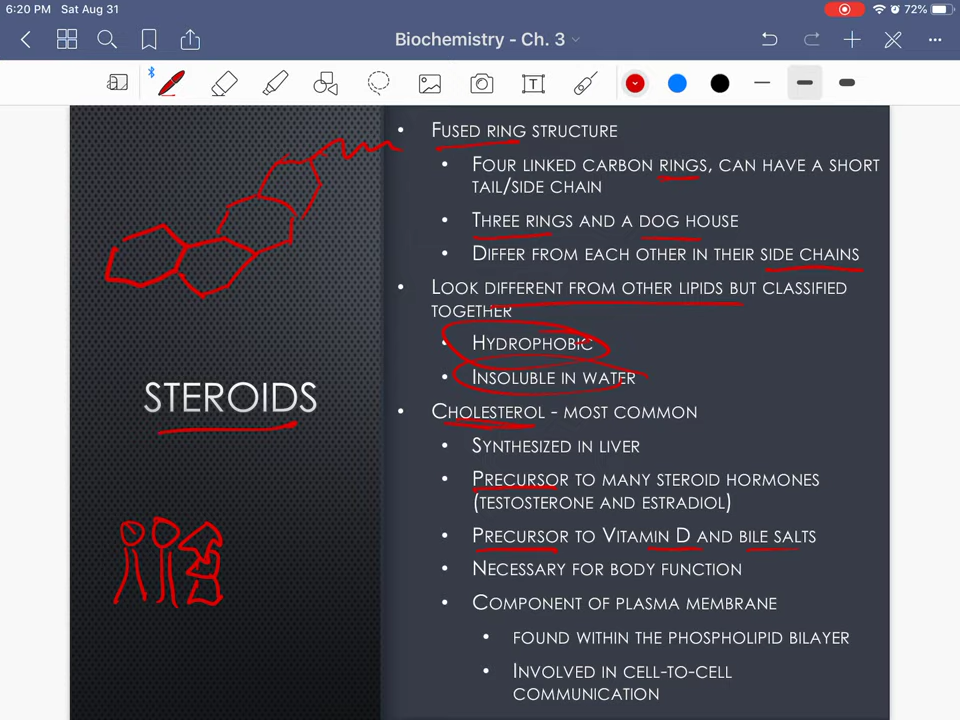 6:20 PM Sat Aug 31
72%
Biochemistry - Ch. 3
STEROIDS
• FUSED RING STRUCTURE
• FOUR LINKED CARBON RINGS, CAN HAVE A SHORT
TAIL/SIDE CHAIN
• THREE RINGS AND A DOG HOUSE
• DIFFER FROM EACH OTHER IN THEIR SIDE CHAINS
• LOOK DIFFERENT FROM OTHER LIPIDS BUT CLASSIFIED
TOGETHER
• HYDROPHOBIC
• INSOLUBLE IN WATER
• CHOLESTEROL - MOST COMMON
• SYNTHESIZED IN LIVER
• PRECURSOR TO MANY STEROID HORMONES
(TESTOSTERONE AND ESTRADIOL)
• PRECURSOR TO VITAMIN D AND BILE SALTS
• NECESSARY FOR BODY FUNCTION
• COMPONENT OF PLASMA MEMBRANE
• FOUND WITHIN THE PHOSPHOLIPID BILAYER
• INVOLVED IN CELL-TO-CELL
COMMUNICATION